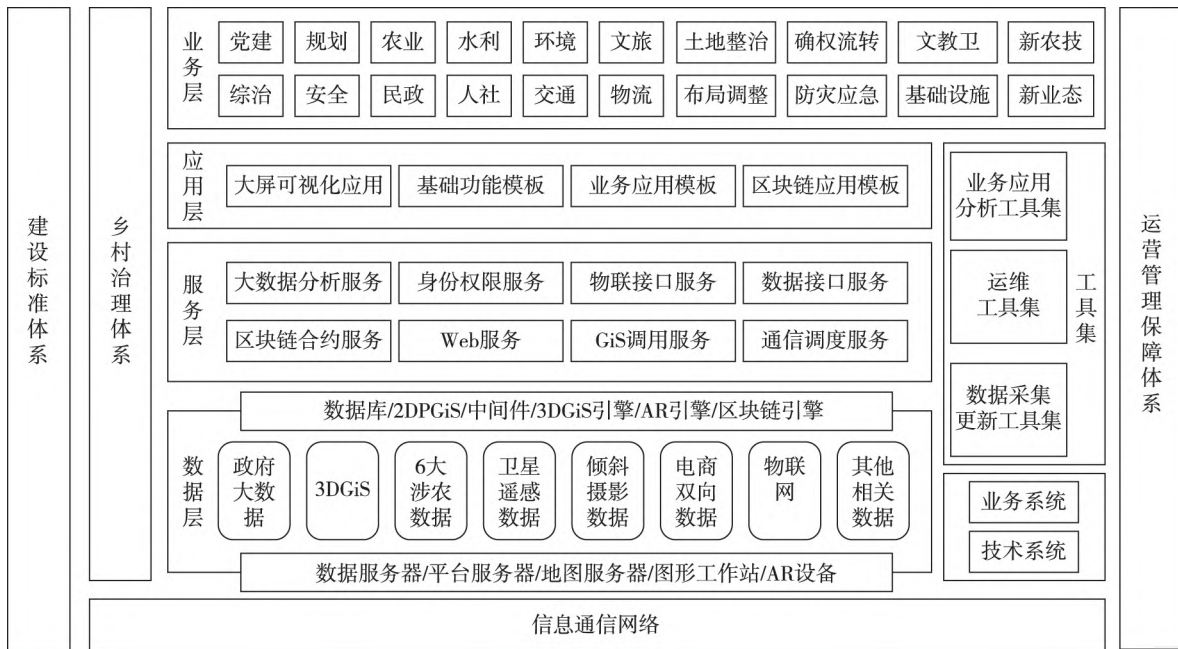 建设标准体系
乡村治理体系
业务层
党建 规划 农业 水利 环境 文旅 土地整治 确权流转 文教卫 新农技
综治 安全 民政 人社 交通 物流 布局调整 防灾应急 基础设施 新业态
应用层
大屏可视化应用 基础功能模板 业务应用模板 区块链应用模板
服务层
大数据分析服务 身份权限服务 物联接口服务 数据接口服务
区块链合约服务 Web服务 GiS调用服务 通信调度服务
数据库/2DPGiS/中间件/3DGiS引擎/AR引擎/区块链引擎
数据层
政府
大数
据
3DGiS
6大
涉农
数据
卫星
遥感
数据
倾斜
摄影
数据
电商
双向
数据
物联
网
其他
相关
数据
数据服务器/平台服务器/地图服务器/图形工作站/AR设备
工具集
业务应用
分析工具集
运维
工具集
数据采集
更新工具集
业务系统
技术系统
运营管理保障体系
信息通信网络